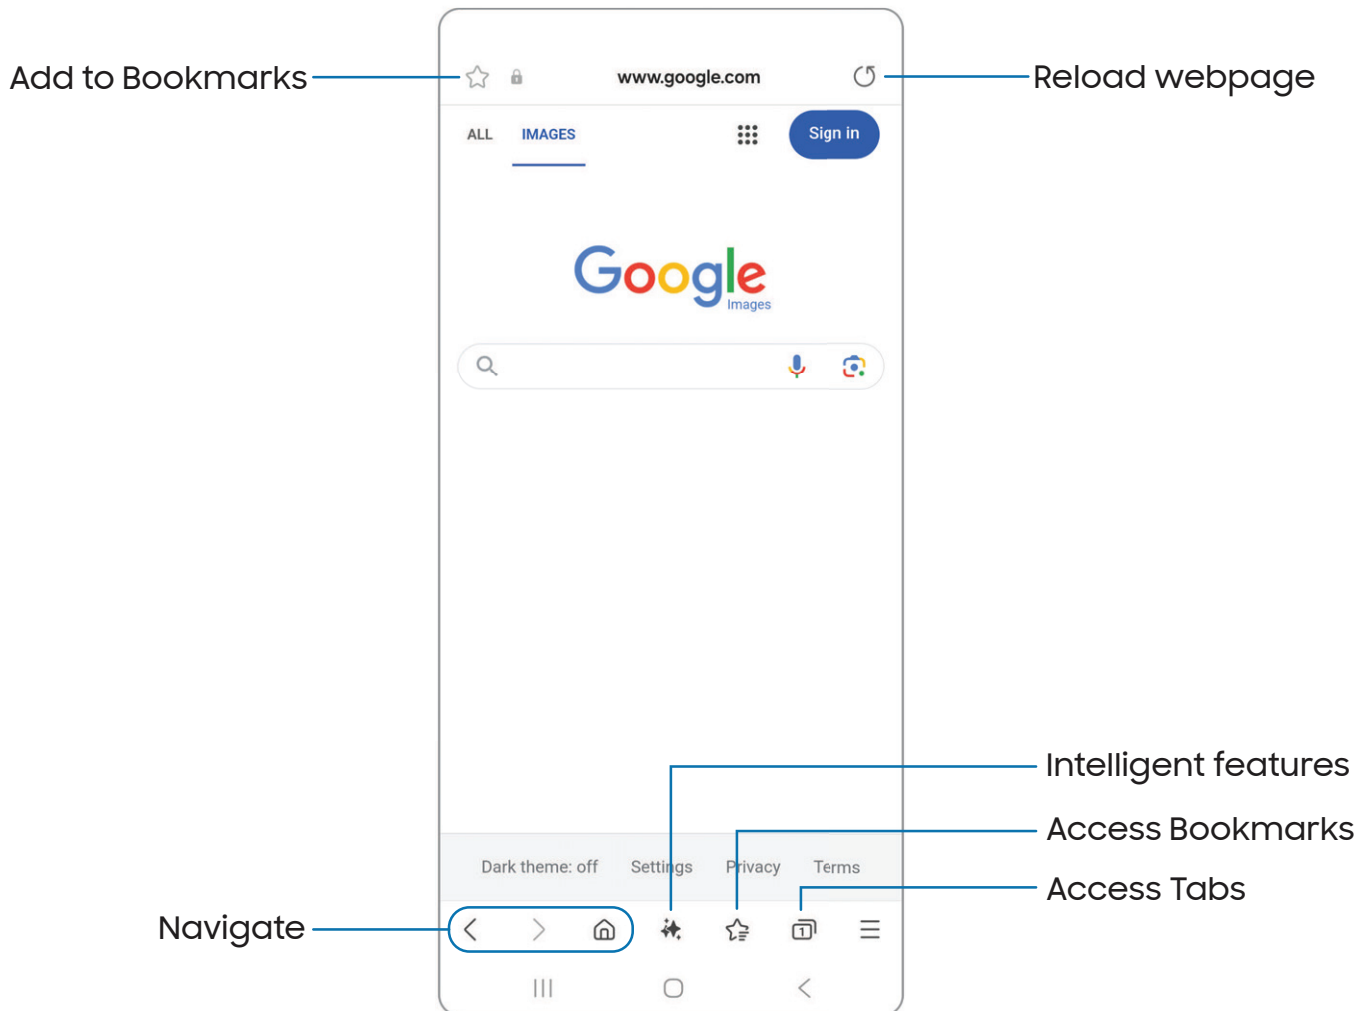 Add to Bookmarks
www.google.com
Reload webpage
ALL IMAGES
Sign in
Google
Images
Intelligent features
Access Bookmarks
Dark theme: off Settings Privacy Terms
Access Tabs
Navigate
1